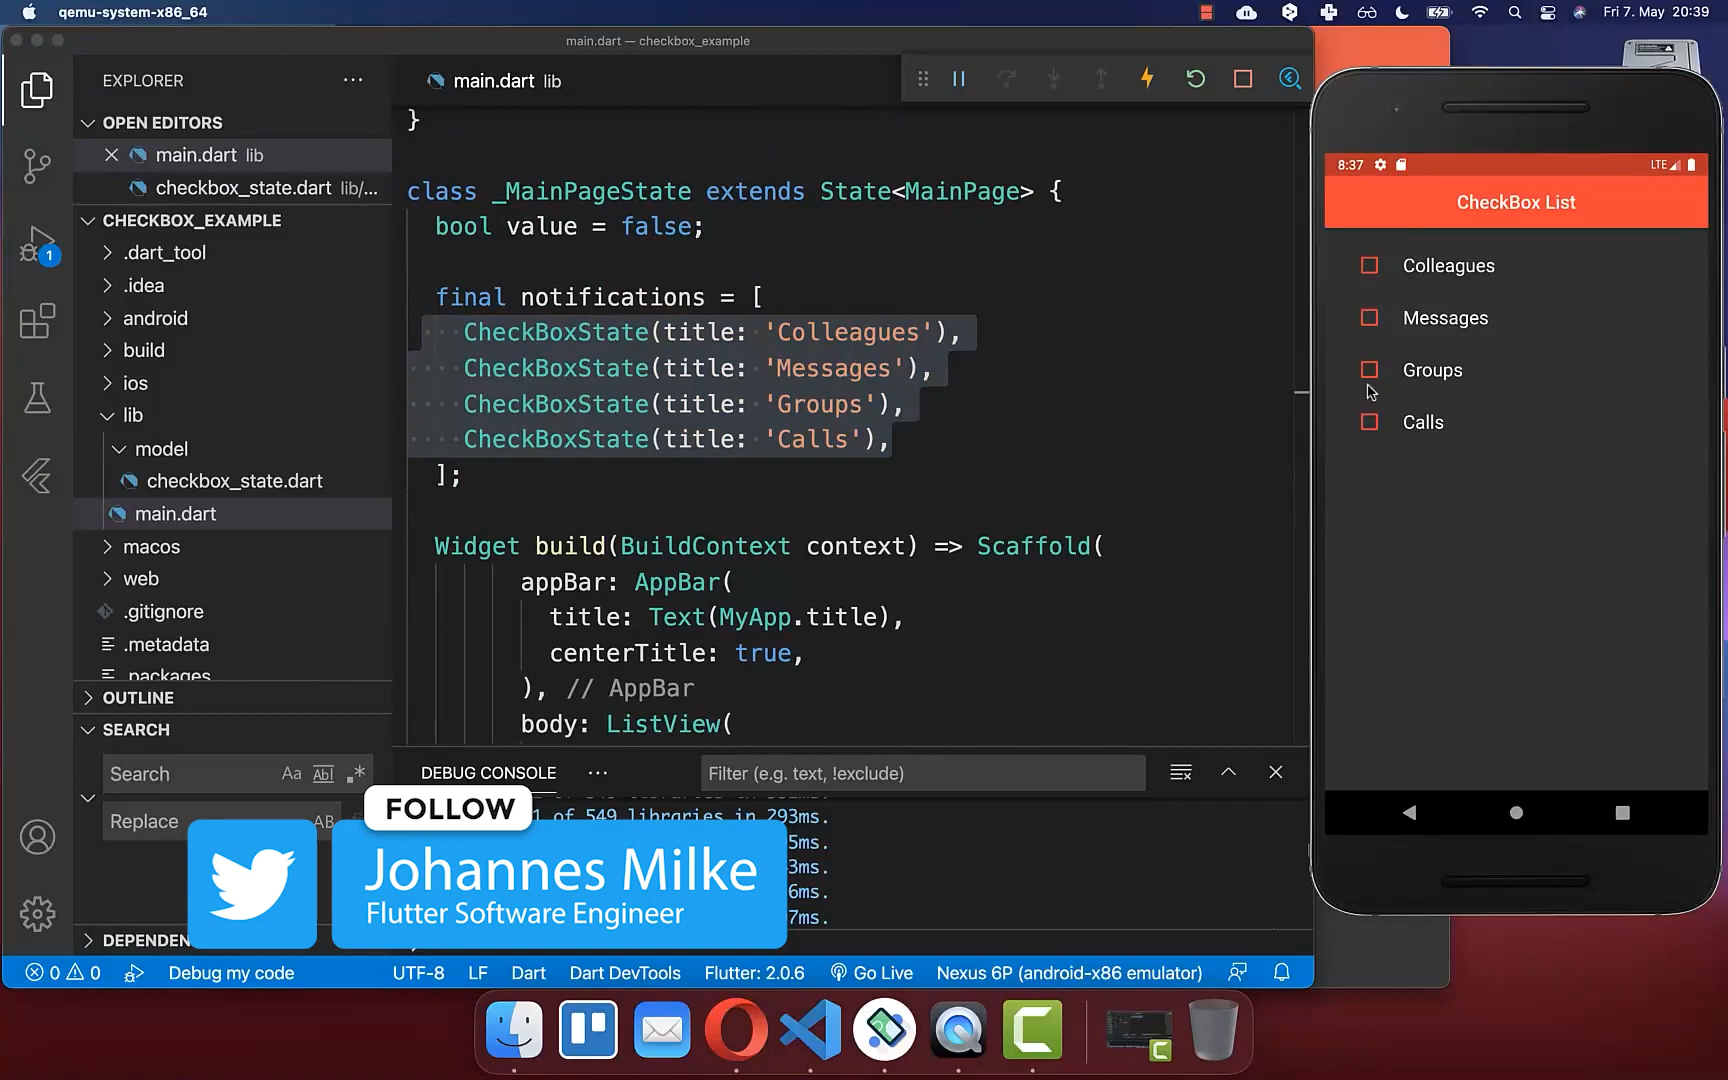 qemu-system-x86_64
Fri 7. May 20:39
main.dart — checkbox_example
EXPLORER
OPEN EDITORS
main.dart lib
checkbox_state.dart lib/...
CHECKBOX_EXAMPLE
.dart_tool
.idea
android
build
ios
lib
model
checkbox_state.dart
main.dart
macos
web
.gitignore
.metadata
.packages
OUTLINE
SEARCH
Search
Aa Abl .*
Replace
AB
DEPENDEN
1
main.dart lib
}
class _MainPageState extends State<MainPage> {
bool value = false;
final notifications = [
CheckBoxState(title: 'Colleagues'),
CheckBoxState(title: 'Messages'),
CheckBoxState(title: 'Groups'),
CheckBoxState(title: 'Calls'),
];
Widget build(BuildContext context) => Scaffold(
appBar: AppBar(
title: Text(MyApp.title),
centerTitle: true,
), // AppBar
body: ListView(
DEBUG CONSOLE
Filter (e.g. text, !exclude)
1 of 549 libraries in 293ms.
5ms.
3ms.
6ms.
7ms.
FOLLOW
Johannes Milke
Flutter Software Engineer
0 0 Debug my code UTF-8 LF Dart Dart DevTools Flutter: 2.0.6 Go Live Nexus 6P (android-x86 emulator)
8:37 LTE
CheckBox List
Colleagues
Messages
Groups
Calls